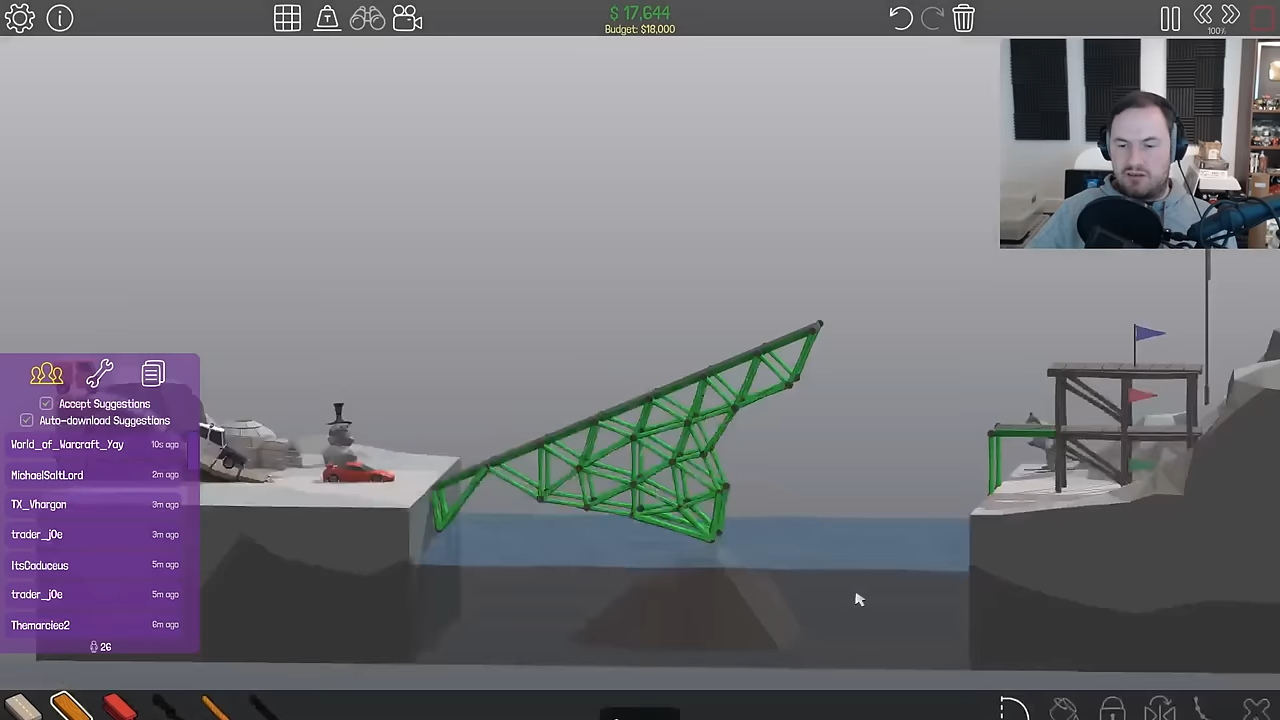 $ 17,644
Budget: $18,000
100%
Accept Suggestions
Auto-download Suggestions
World_of_Warcraft_Yay 10s ago
MichaelSaltLord 2m ago
TX_Vhargon 3m ago
trader_j0e 3m ago
ItsCaduceus 5m ago
trader_j0e 5m ago
Themarciee2 6m ago
26